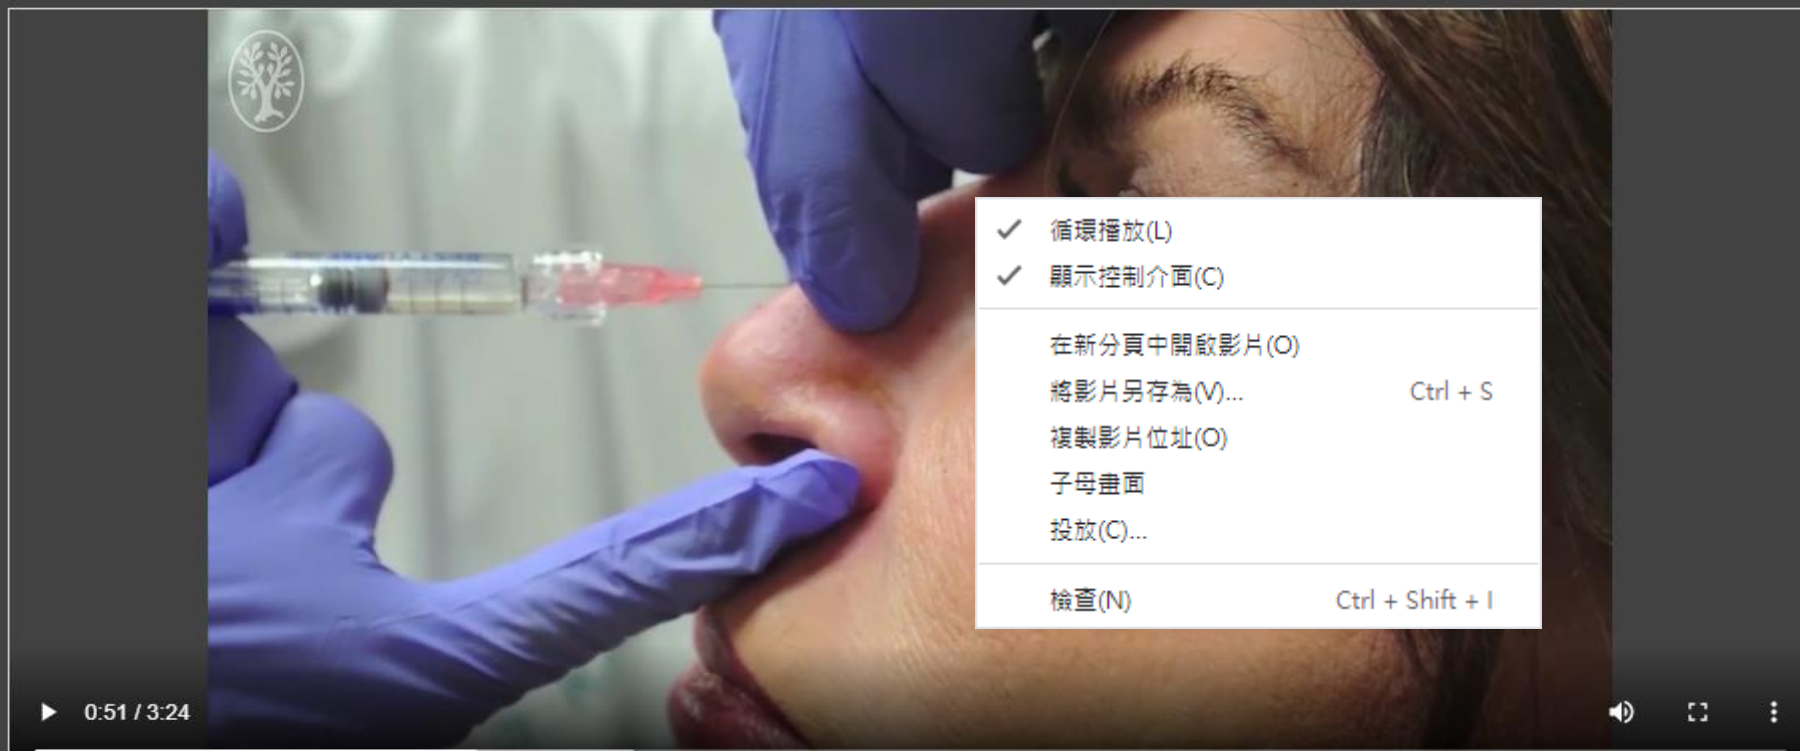 循環播放(L)
顯示控制介面(C)
在新分頁中開啟影片(O)
將影片另存為(V)... Ctrl + S
複製影片位址(O)
子母畫面
投放(C)...
檢查(N) Ctrl + Shift + I
0:51 / 3:24